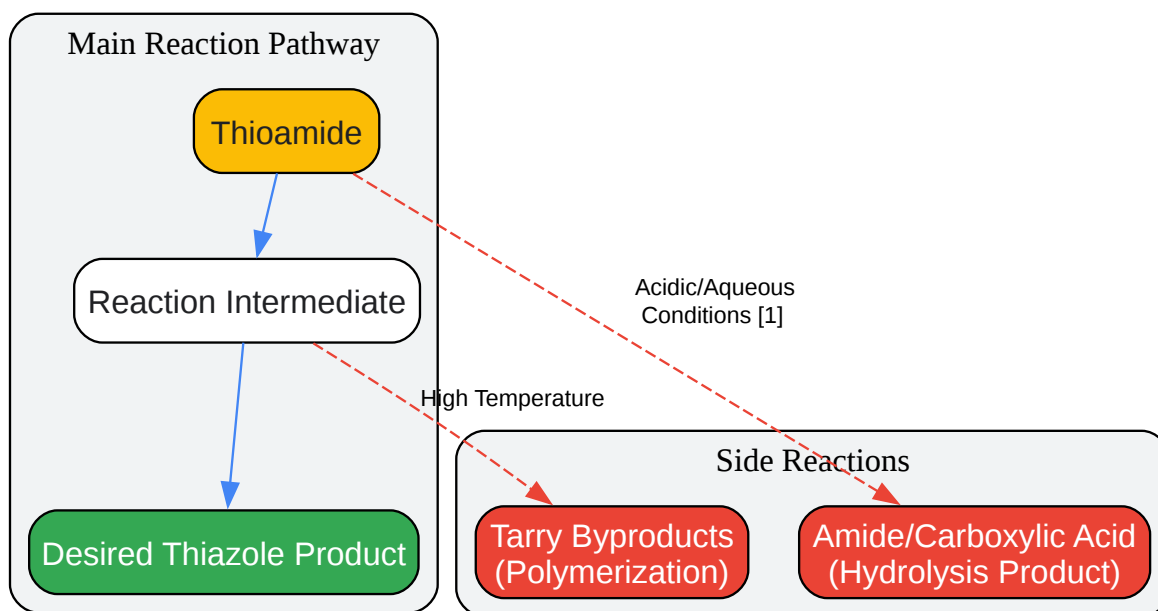 Main Reaction Pathway
Thioamide
Reaction Intermediate
Acidic/Aqueous
Conditions [1]
High Temperature
Side Reactions
Desired Thiazole Product
Tarry Byproducts
(Polymerization)
Amide/Carboxylic Acid
(Hydrolysis Product)